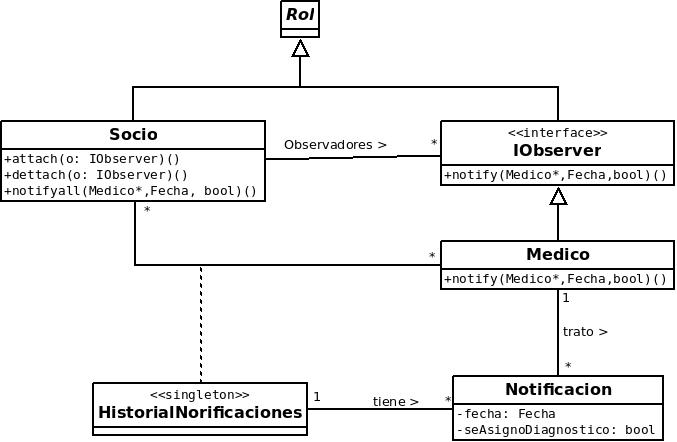 Rol
Socio
+attach(o: IObserver)()
+dettach(o: IObserver)()
+notifyall(Medico*,Fecha, bool)()
Observadores >
*
<<interface>>
IObserver
+notify(Medico*,Fecha,bool)()
*
*
Medico
+notify(Medico*,Fecha,bool)()
1
trato >
*
<<singleton>>
HistorialNorificaciones
1
tiene >
*
Notificacion
-fecha: Fecha
-seAsignoDiagnostico: bool